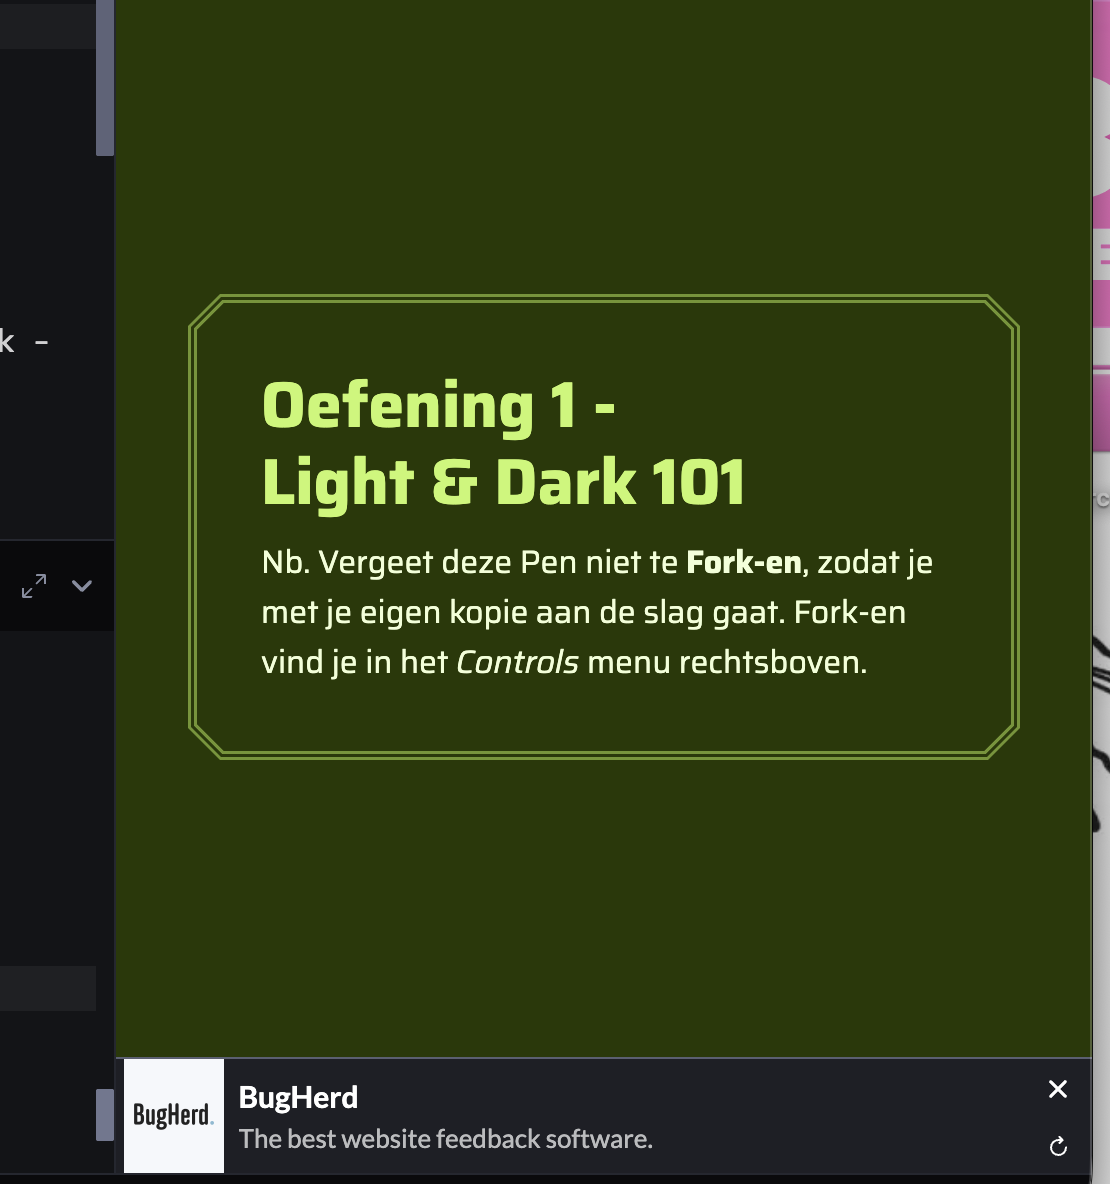 k -
Oefening 1 -
Light & Dark 101
Nb. Vergeet deze Pen niet te Fork-en, zodat je
met je eigen kopie aan de slag gaat. Fork-en
vind je in het Controls menu rechtsboven.
BugHerd.
BugHerd
The best website feedback software.